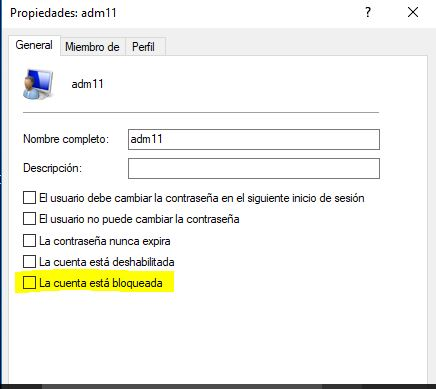 Propiedades: adm11
General
Miembro de
Perfil
adm11
Nombre completo:
adm11
Descripción:
El usuario debe cambiar la contraseña en el siguiente inicio de sesión
El usuario no puede cambiar la contraseña
La contraseña nunca expira
La cuenta está deshabilitada
La cuenta está bloqueada